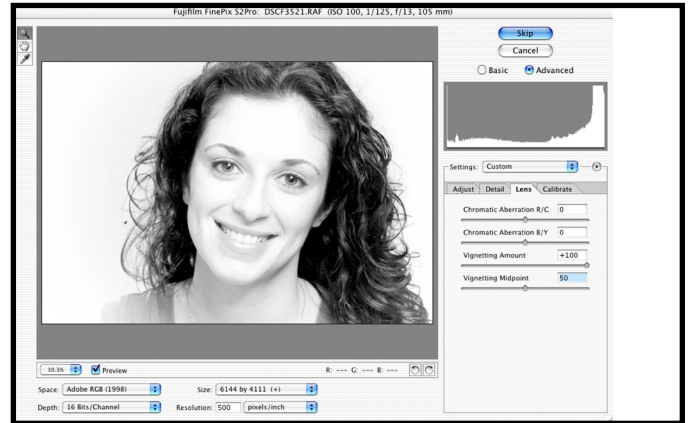 Fujifilm FinePix S2Pro: DSCF3521.RAF (ISO 100, 1/125, f/13, 105 mm)
Skip
Cancel
Basic Advanced
Settings: Custom
Adjust Detail Lens Calibrate
Chromatic Aberration R/C 0
Chromatic Aberration B/Y 0
Vignetting Amount +100
Vignetting Midpoint 50
10.3% Preview R: --- G: --- B: ---
Space: Adobe RGB (1998) Size: 6144 by 4111 (+)
Depth: 16 Bits/Channel Resolution: 500 pixels/inch